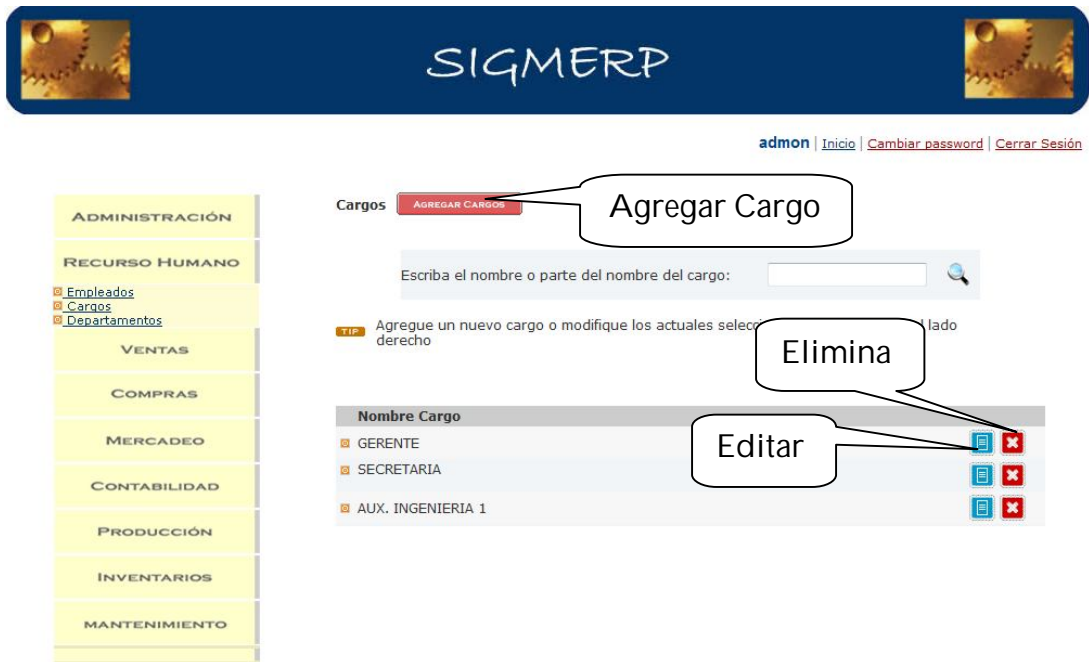 SIGMERP
admon | Inicio | Cambiar password | Cerrar Sesión
ADMINISTRACIÓN
RECURSO HUMANO
Empleados
Cargos
Departamentos
VENTAS
COMPRAS
MERCADEO
CONTABILIDAD
PRODUCCIÓN
INVENTARIOS
MANTENIMIENTO
Cargos AGREGAR CARGOS
Agregar Cargo
Escriba el nombre o parte del nombre del cargo:
TIP Agregue un nuevo cargo o modifique los actuales lado
derecho
Elimina
Nombre Cargo
Editar
GERENTE
SECRETARIA
AUX. INGENIERIA 1